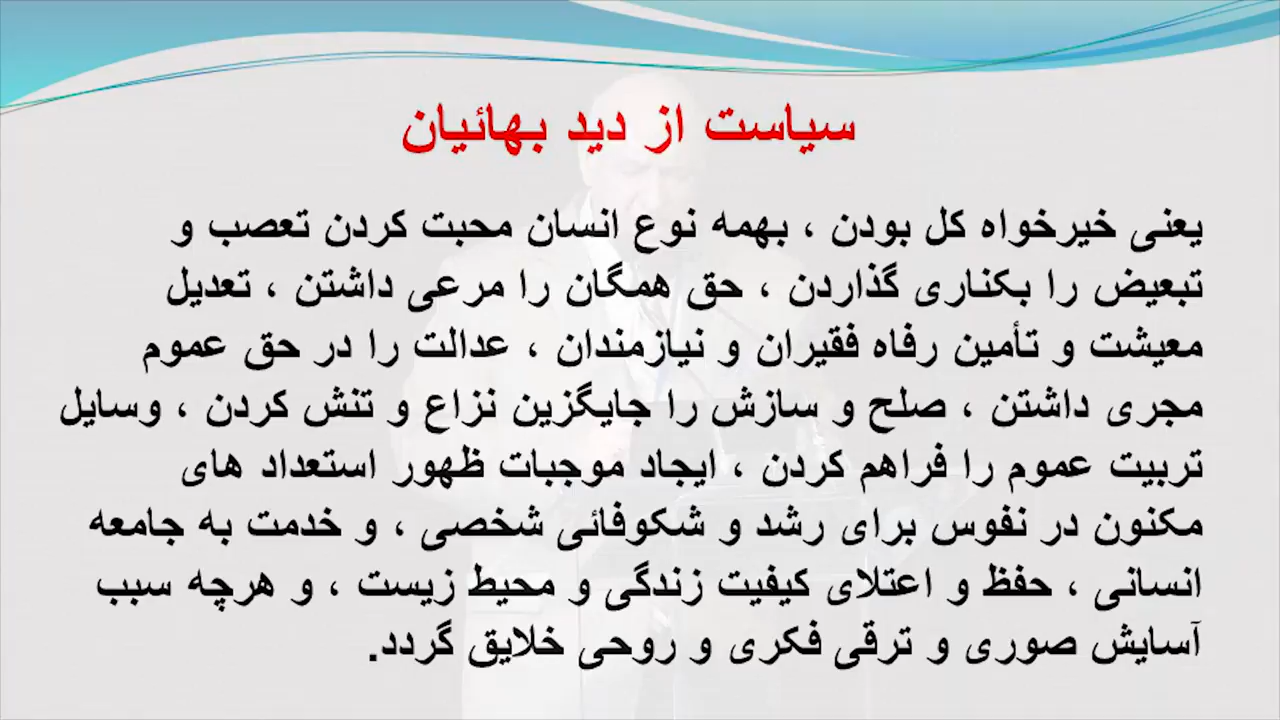 سیاست از دید بهائیان
یعنی خیرخواه کل بودن ، بهمه نوع انسان محبت کردن تعصب و
تبعیض را بکناری گذاردن ، حق همگان را مرعی داشتن ، تعدیل
معیشت و تأمین رفاه فقیران و نیازمندان ، عدالت را در حق عموم
مجری داشتن ، صلح و سازش را جایگزین نزاع و تنش کردن ، وسایل
تربیت عموم را فراهم کردن ، ایجاد موجبات ظهور استعداد های
مکنون در نفوس برای رشد و شکوفائی شخصی ، و خدمت به جامعه
انسانی ، حفظ و اعتلای کیفیت زندگی و محیط زیست ، و هرچه سبب
آسایش صوری و ترقی فکری و روحی خلایق گردد.